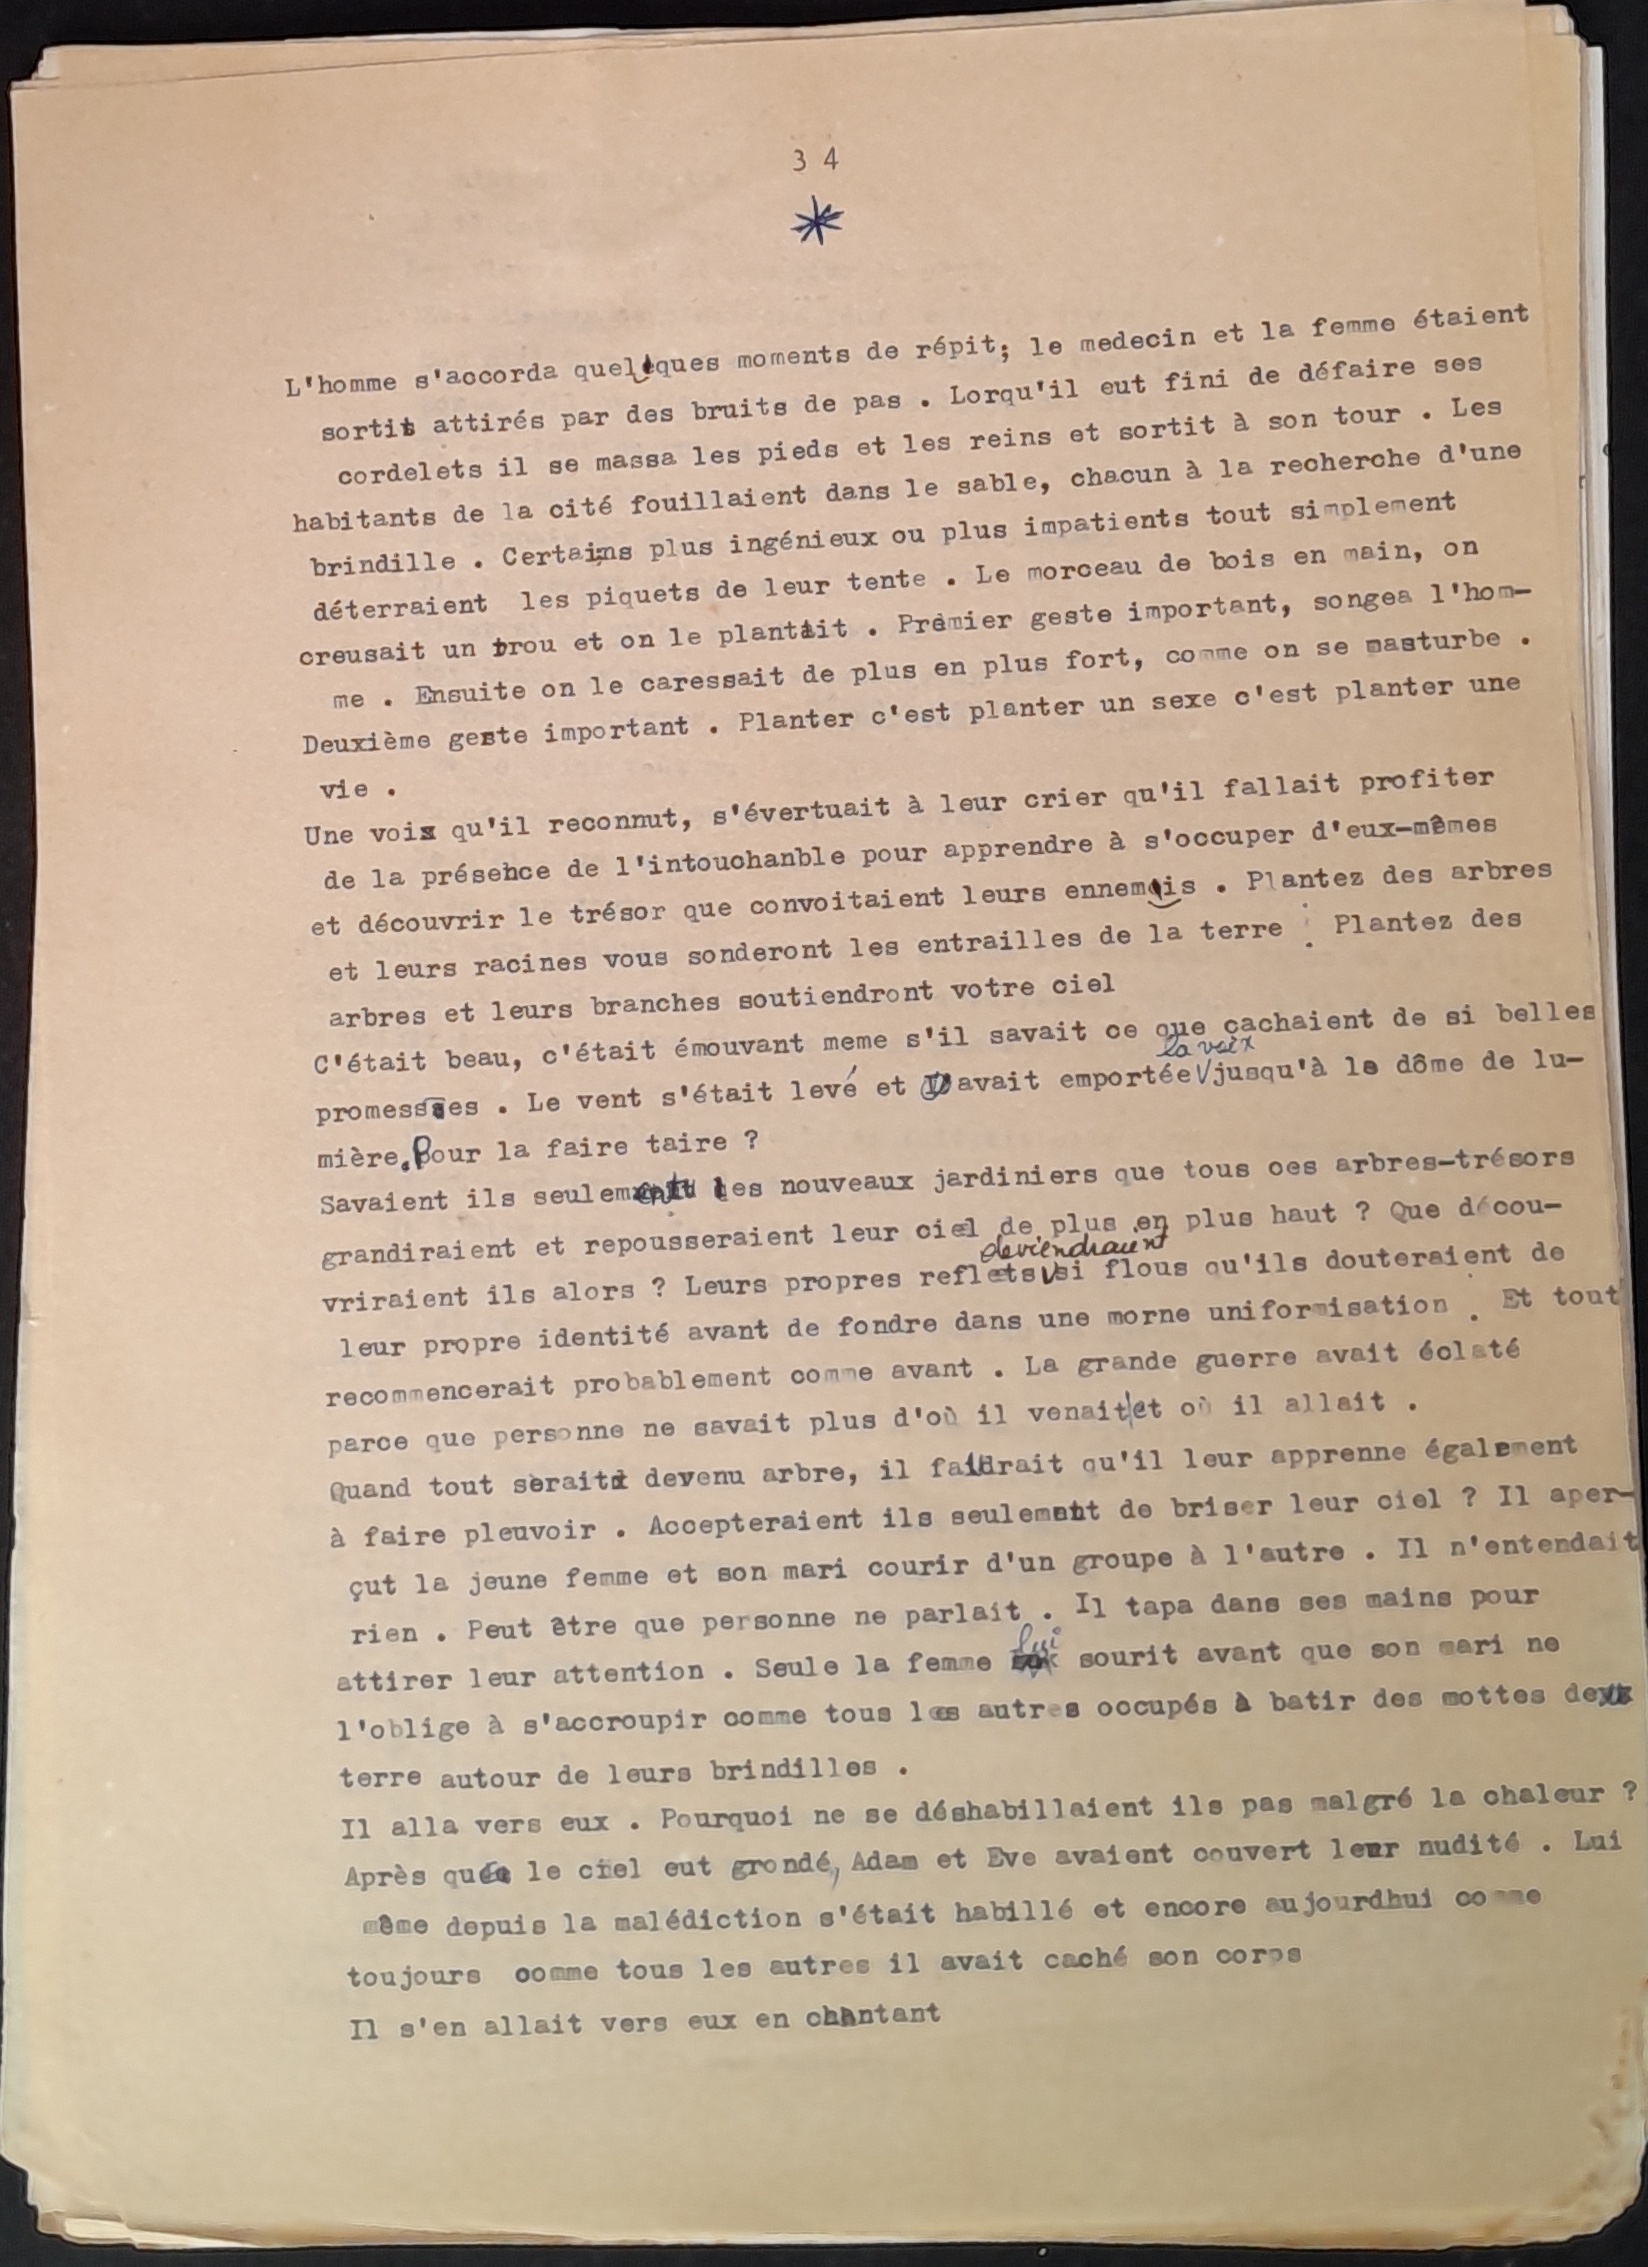 3 4
*
L'homme s'accorda quelques moments de répit; le medecin et la femme étaient
sortis attirés par des bruits de pas . Lorqu'il eut fini de défaire ses
cordelets il se massa les pieds et les reins et sortit à son tour . Les
habitants de la cité fouillaient dans le sable, chacun à la recherche d'une
brindille . Certains plus ingénieux ou plus impatients tout simplement
déterraient les piquets de leur tente . Le morceau de bois en main, on
creusait un trou et on le plantait . Premier geste important, songea l'hom-
me . Ensuite on le caressait de plus en plus fort, comme on se masturbe .
Deuxième geste important . Planter c'est planter un sexe c'est planter une
vie .
Une voix qu'il reconnut, s'évertuait à leur crier qu'il fallait profiter
de la présence de l'intouchanble pour apprendre à s'occuper d'eux-mêmes
et découvrir le trésor que convoitaient leurs ennemis . Plantez des arbres
et leurs racines vous sonderont les entrailles de la terre . Plantez des
arbres et leurs branches soutiendront votre ciel
C'était beau, c'était émouvant meme s'il savait ce que cachaient de si belles
promesses . Le vent s'était levé et avait emportée la voix jusqu'à le dôme de lu-
mière. Pour la faire taire ?
Savaient ils seulement les nouveaux jardiniers que tous ces arbres-trésors
grandiraient et repousseraient leur ciel de plus en plus haut ? Que décou-
vriraient ils alors ? Leurs propres reflets deviendraient si flous qu'ils douteraient de
leur propre identité avant de fondre dans une morne uniformisation . Et tout
recommencerait probablement comme avant . La grande guerre avait éclaté
parce que personne ne savait plus d'où il venait et où il allait .
Quand tout serait devenu arbre, il faudrait qu'il leur apprenne également
à faire pleuvoir . Accepteraient ils seulement de briser leur ciel ? Il aper-
çut la jeune femme et son mari courir d'un groupe à l'autre . Il n'entendait
rien . Peut être que personne ne parlait . Il tapa dans ses mains pour
attirer leur attention . Seule la femme lui sourit avant que son mari ne
l'oblige à s'accroupir comme tous les autres occupés à batir des mottes de
terre autour de leurs brindilles .
Il alla vers eux . Pourquoi ne se déshabillaient ils pas malgré la chaleur ?
Après que le ciel eut grondé, Adam et Eve avaient couvert leur nudité . Lui
même depuis la malédiction s'était habillé et encore aujourdhui comme
toujours comme tous les autres il avait caché son corps
Il s'en allait vers eux en chantant